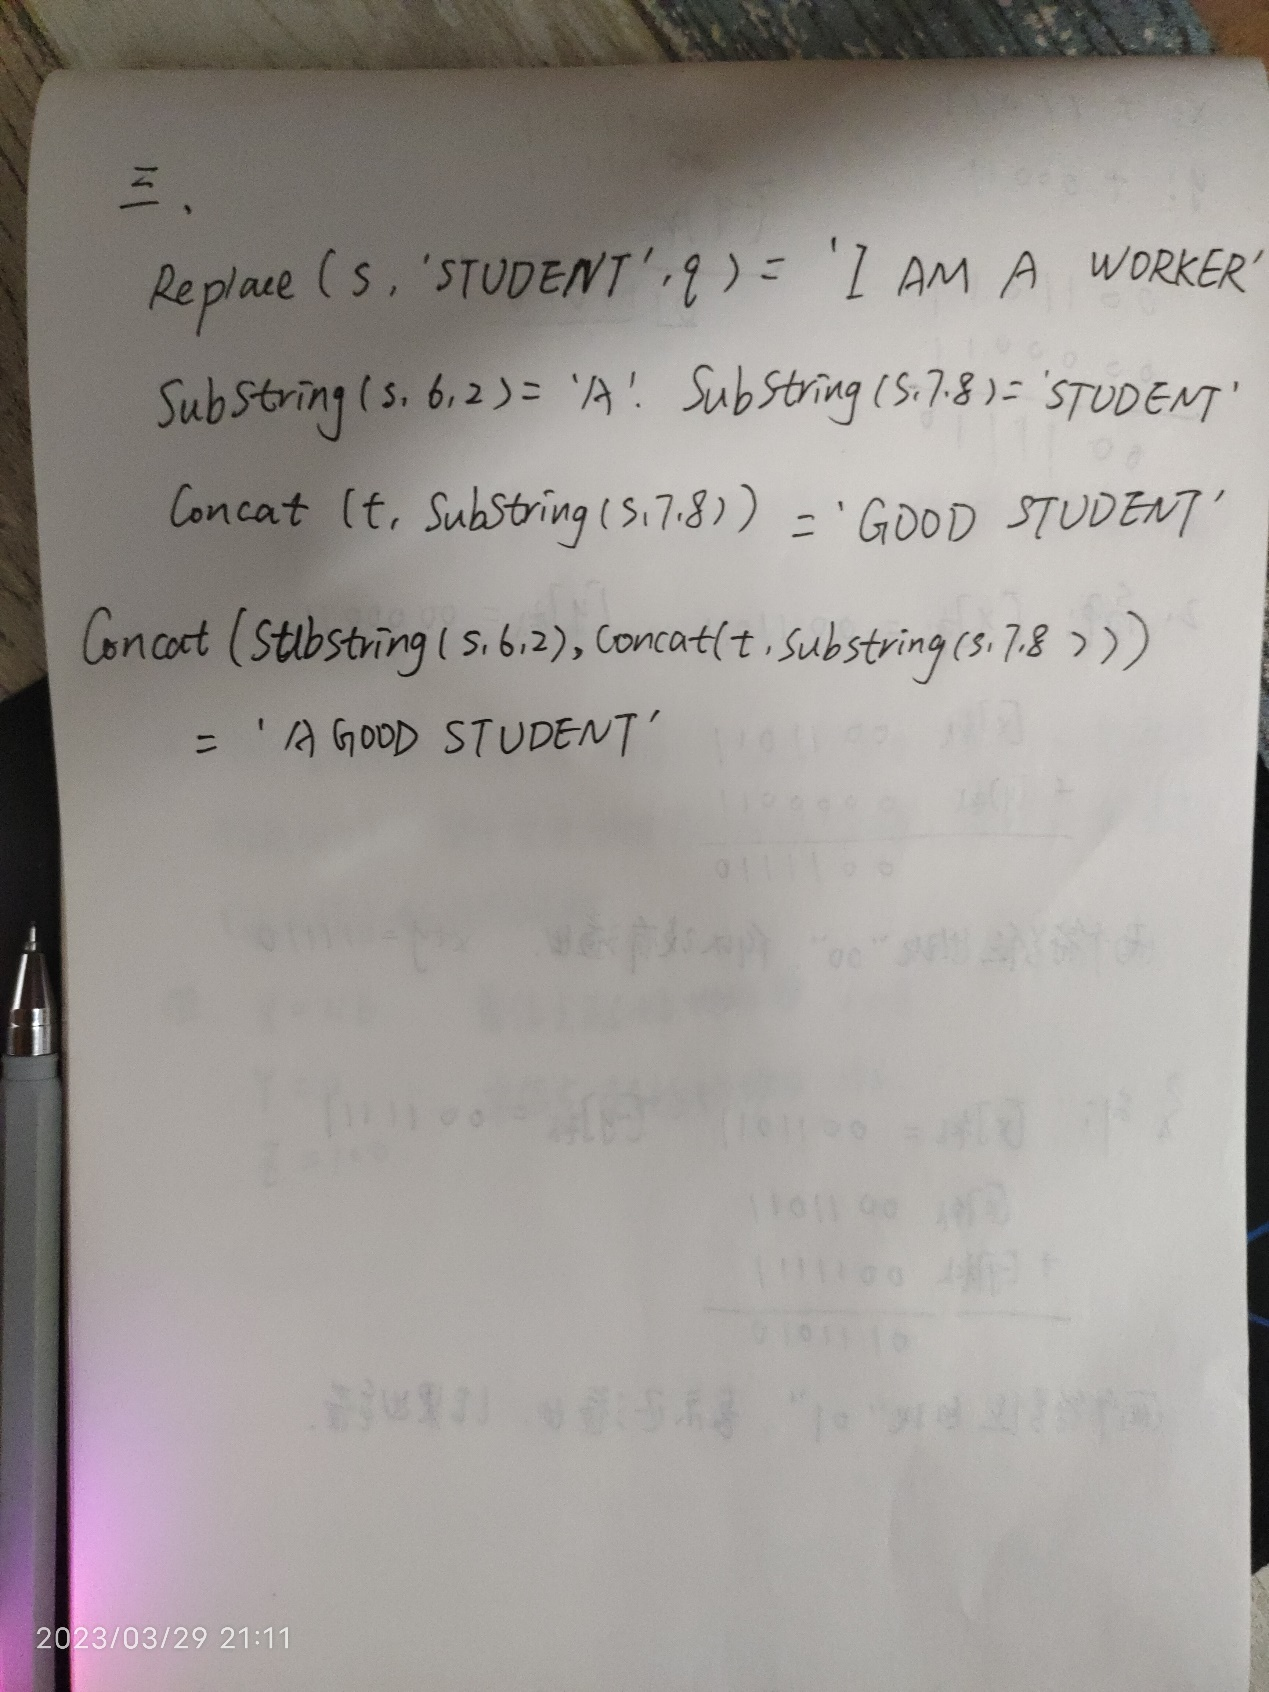 三、
Replace (s, 'STUDENT', q) = 'I AM A WORKER'
SubString(s, 6,2) = 'A'. SubString(s,7.8) = 'STUDENT'
Concat (t, SubString(s,7.8)) = 'GOOD STUDENT'
Concat (Substring(s,6,2), Concat(t, Substring(s,7.8)))
= 'A GOOD STUDENT'
2023/03/29 21:11